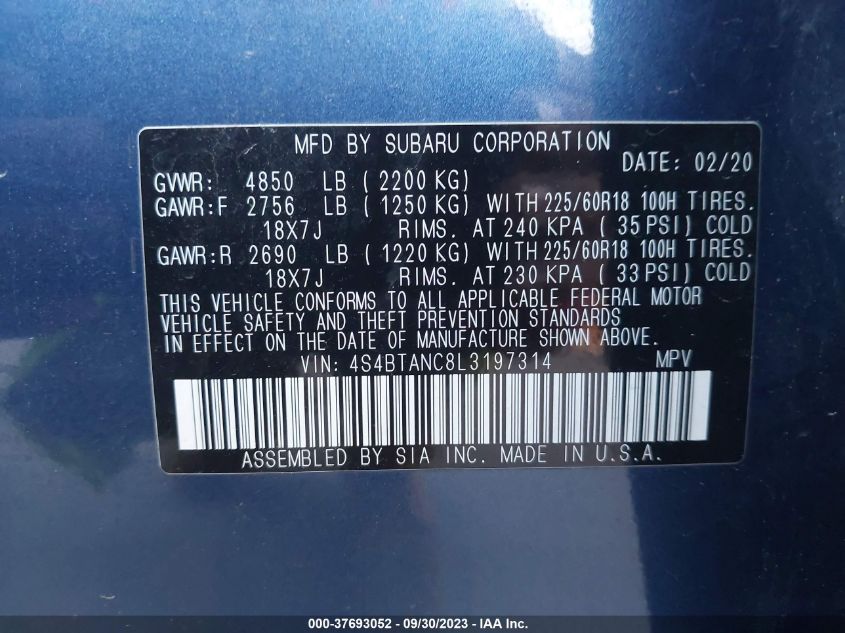 MFD BY SUBARU CORPORATION
DATE: 02/20
GVWR: 4850 LB ( 2200 KG)
GAWR:F 2756 LB ( 1250 KG) WITH 225/60R18 100H TIRES.
18X7J RIMS. AT 240 KPA ( 35 PSI) COLD
GAWR:R 2690 LB ( 1220 KG) WITH 225/60R18 100H TIRES.
18X7J RIMS. AT 230 KPA ( 33 PSI) COLD
THIS VEHICLE CONFORMS TO ALL APPLICABLE FEDERAL MOTOR
VEHICLE SAFETY AND THEFT PREVENTION STANDARDS
IN EFFECT ON THE DATE OF MANUFACTURE SHOWN ABOVE.
VIN: 4S4BTANC8L3197314 MPV
ASSEMBLED BY SIA INC. MADE IN U.S.A.
000-37693052 - 09/30/2023 - IAA Inc.